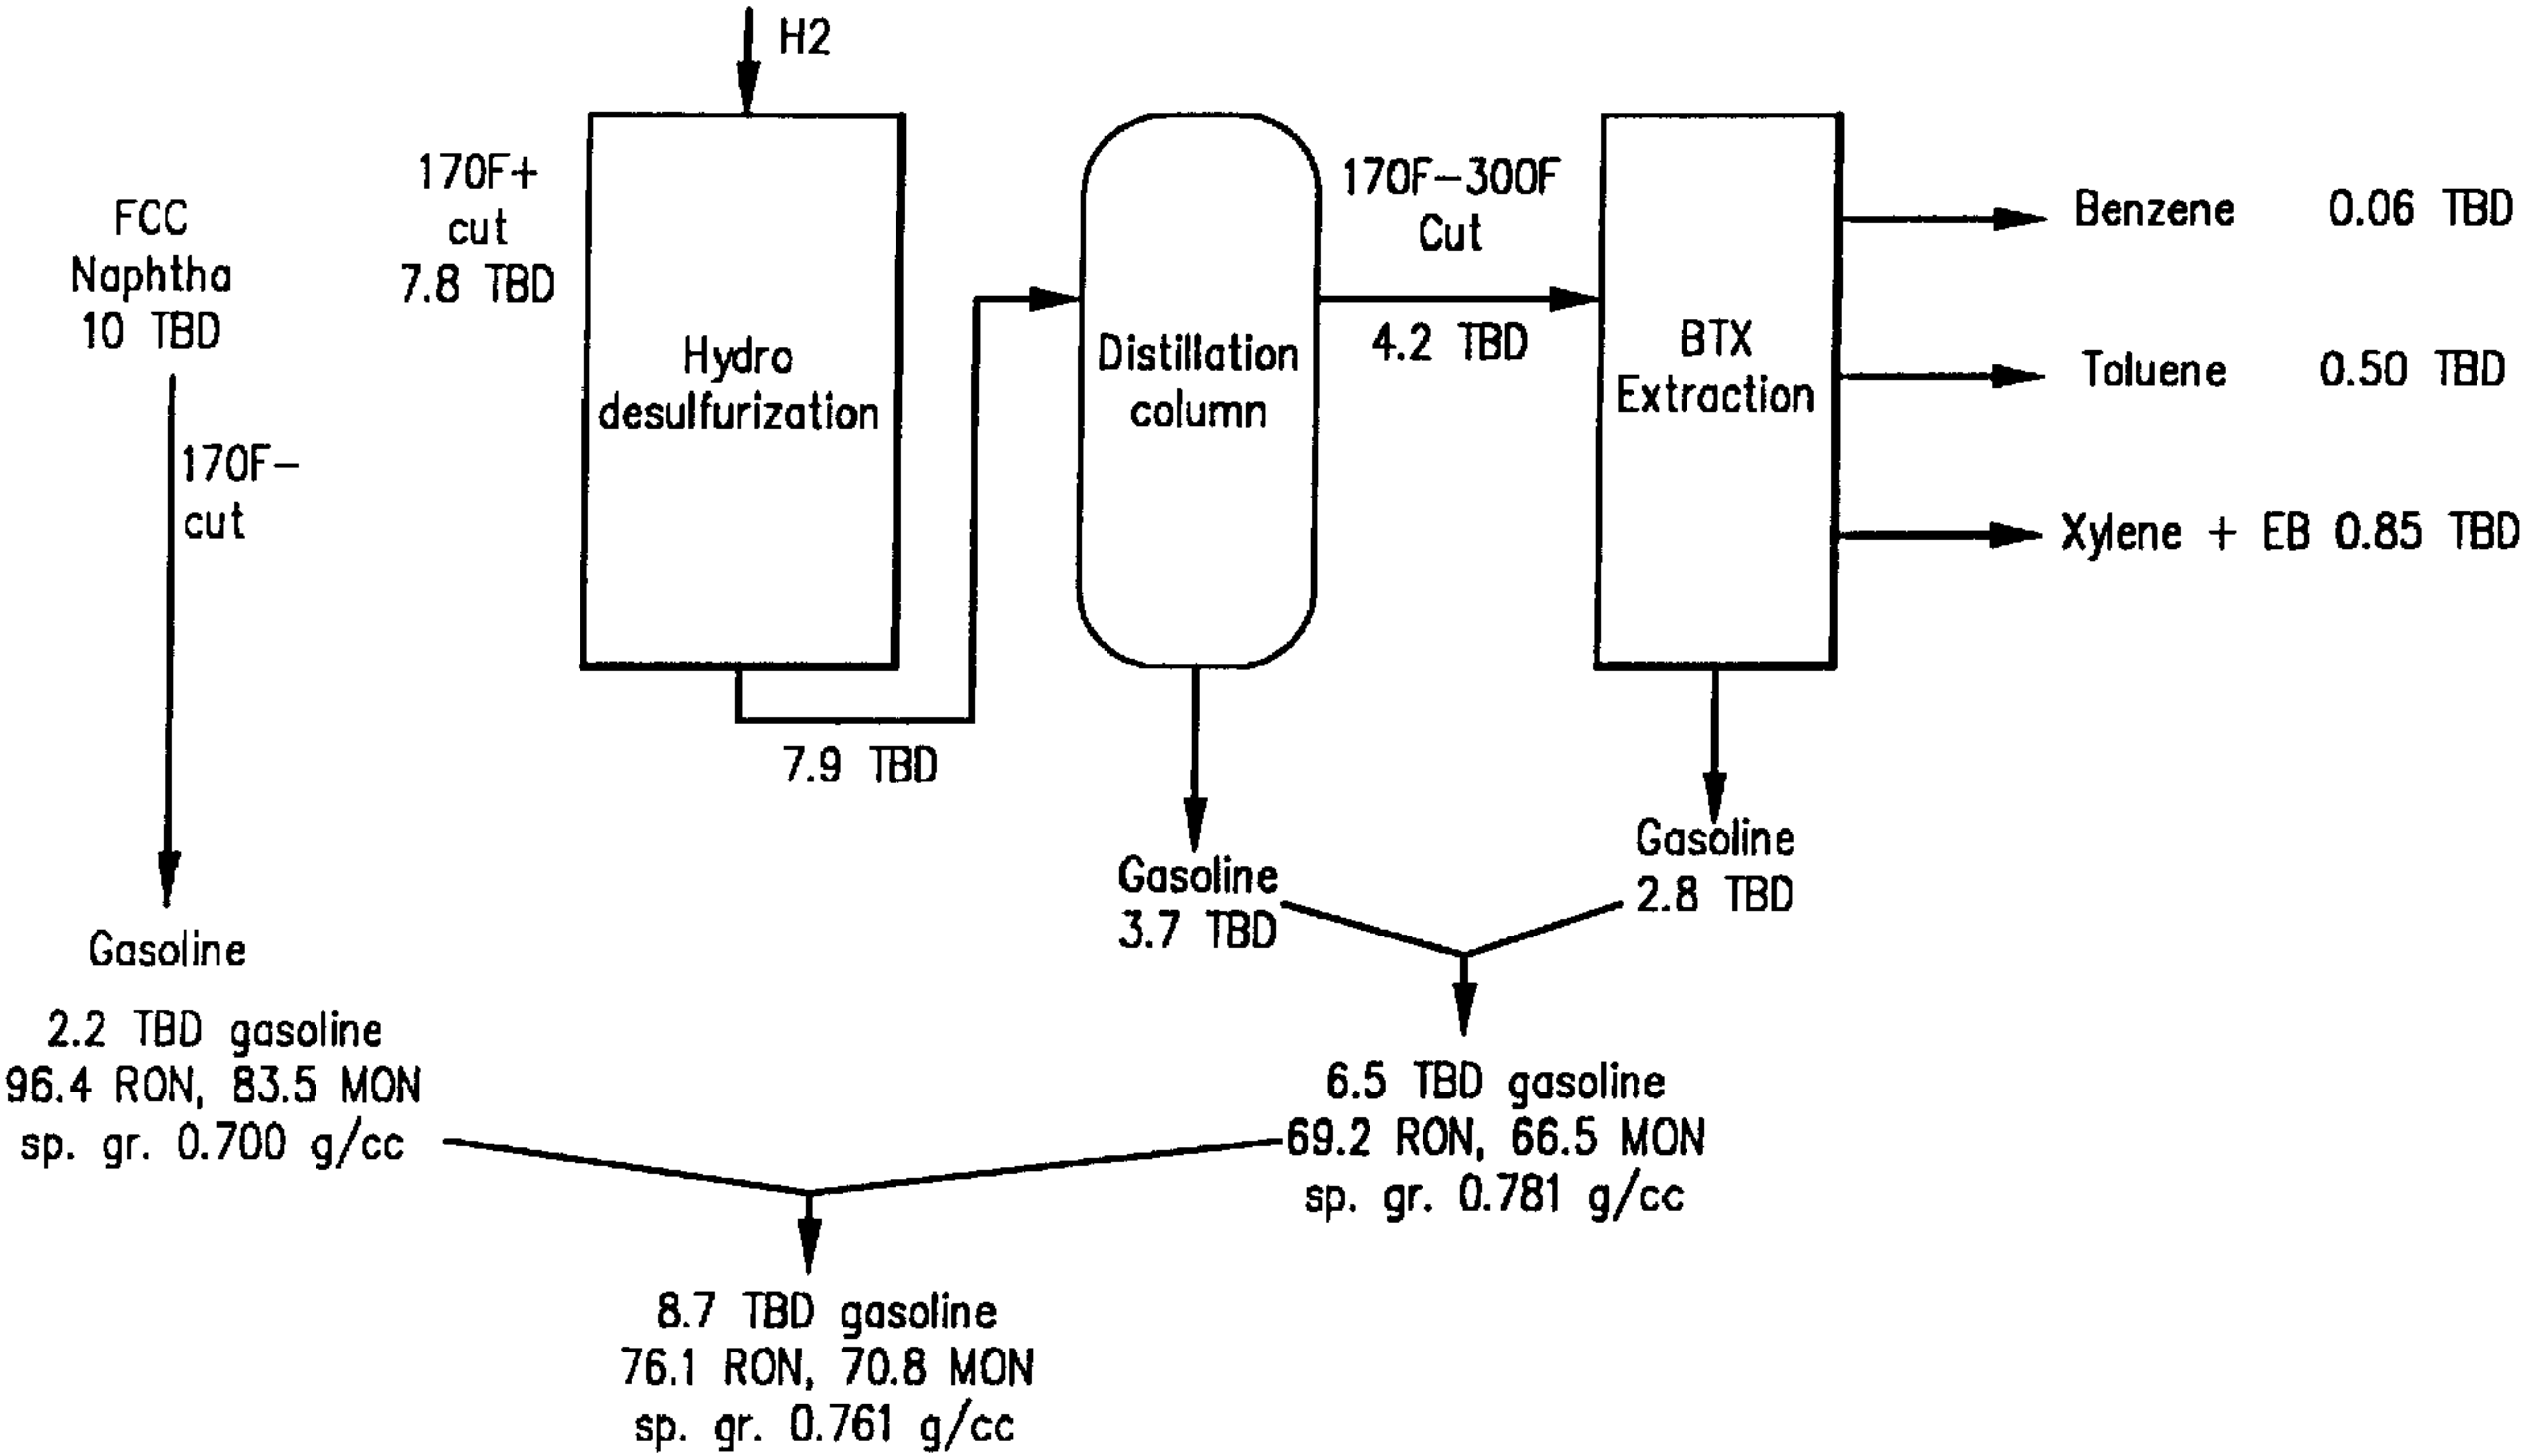 H2
FCC
Naphtha
10 TBD
170F-
cut
170F+
cut
7.8 TBD
Hydro
desulfurization
7.9 TBD
Distillation
column
170F-300F
Cut
4.2 TBD
BTX
Extraction
Benzene 0.06 TBD
Toluene 0.50 TBD
Xylene + EB 0.85 TBD
Gasoline
3.7 TBD
Gasoline
2.8 TBD
Gasoline
2.2 TBD gasoline
96.4 RON, 83.5 MON
sp. gr. 0.700 g/cc
6.5 TBD gasoline
69.2 RON, 66.5 MON
sp. gr. 0.781 g/cc
8.7 TBD gasoline
76.1 RON, 70.8 MON
sp. gr. 0.761 g/cc